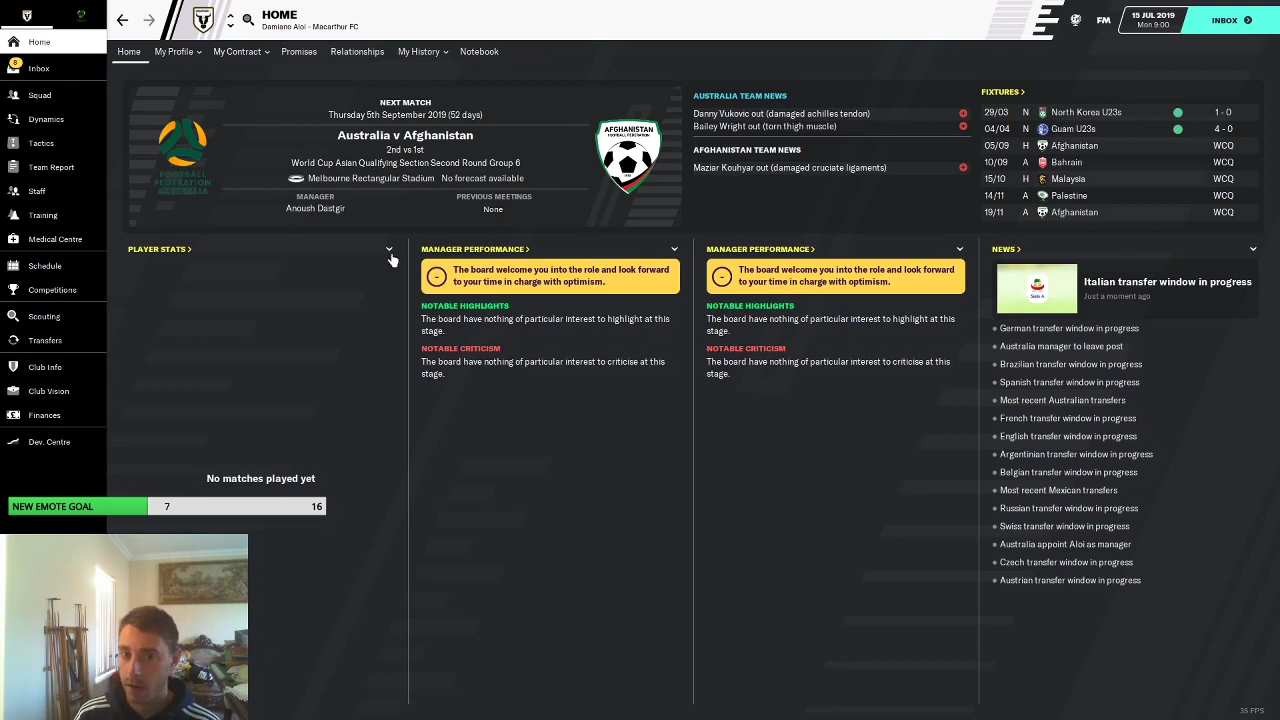 HOME
Damiano Aloi - Macarthur FC
FM
15 JUL 2019
Mon 9:00
INBOX
Home
My Profile
My Contract
Promises
Relationships
My History
Notebook
Home
8
Inbox
Squad
Dynamics
Tactics
Team Report
Staff
Training
Medical Centre
Schedule
Competitions
Scouting
Transfers
Club Info
Club Vision
Finances
Dev. Centre
NEXT MATCH
Thursday 5th September 2019 (52 days)
Australia v Afghanistan
2nd vs 1st
World Cup Asian Qualifying Section Second Round Group 6
Melbourne Rectangular Stadium No forecast available
MANAGER
Anoush Dastgir
PREVIOUS MEETINGS
None
FOOTBALL FEDERATION
AUSTRALIA
AFGHANISTAN
FOOTBALL FEDERATION
AUSTRALIA TEAM NEWS
Danny Vukovic out (damaged achilles tendon)
Bailey Wright out (torn thigh muscle)
AFGHANISTAN TEAM NEWS
Maziar Kouhyar out (damaged cruciate ligaments)
FIXTURES >
29/03 N North Korea U23s 1 - 0
04/04 N Guam U23s 4 - 0
05/09 H Afghanistan WCQ
10/09 A Bahrain WCQ
15/10 H Malaysia WCQ
14/11 A Palestine WCQ
19/11 A Afghanistan WCQ
PLAYER STATS >
No matches played yet
MANAGER PERFORMANCE >
The board welcome you into the role and look forward
to your time in charge with optimism.
NOTABLE HIGHLIGHTS
The board have nothing of particular interest to highlight at this
stage.
NOTABLE CRITICISM
The board have nothing of particular interest to criticise at this
stage.
MANAGER PERFORMANCE >
The board welcome you into the role and look forward
to your time in charge with optimism.
NOTABLE HIGHLIGHTS
The board have nothing of particular interest to highlight at this
stage.
NOTABLE CRITICISM
The board have nothing of particular interest to criticise at this
stage.
NEWS >
Italian transfer window in progress
Just a moment ago
German transfer window in progress
Australia manager to leave post
Brazilian transfer window in progress
Spanish transfer window in progress
Most recent Australian transfers
French transfer window in progress
English transfer window in progress
Argentinian transfer window in progress
Belgian transfer window in progress
Most recent Mexican transfers
Russian transfer window in progress
Swiss transfer window in progress
Australia appoint Aloi as manager
Czech transfer window in progress
Austrian transfer window in progress
NEW EMOTE GOAL 7 16
35 FPS